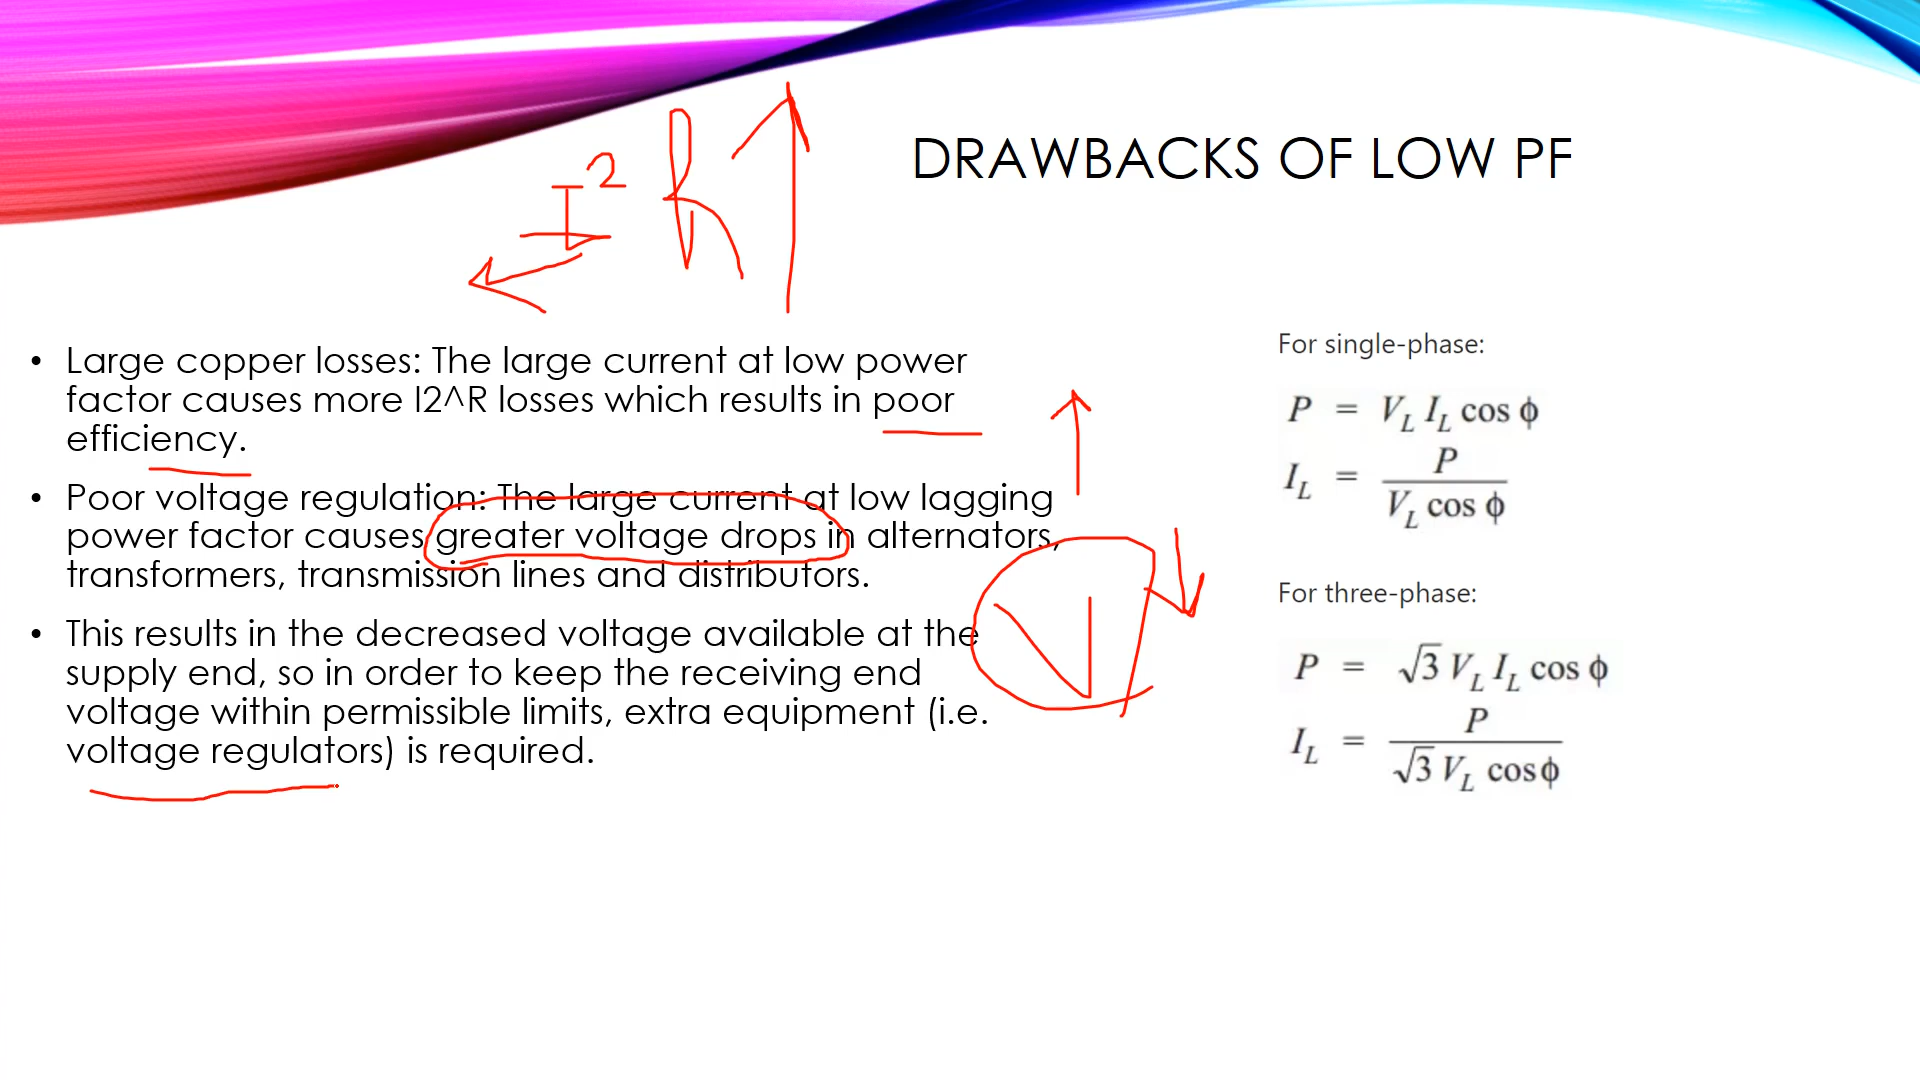 I² R
DRAWBACKS OF LOW PF
• Large copper losses: The large current at low power
factor causes more I2^R losses which results in poor
efficiency.
• Poor voltage regulation: The large current at low lagging
power factor causes greater voltage drops in alternators,
transformers, transmission lines and distributors.
• This results in the decreased voltage available at the
supply end, so in order to keep the receiving end
voltage within permissible limits, extra equipment (i.e.
voltage regulators) is required.
V
For single-phase:
P = V_L I_L cos ϕ
I_L = P / V_L cos ϕ
For three-phase:
P = √3 V_L I_L cos ϕ
I_L = P / √3 V_L cosϕ